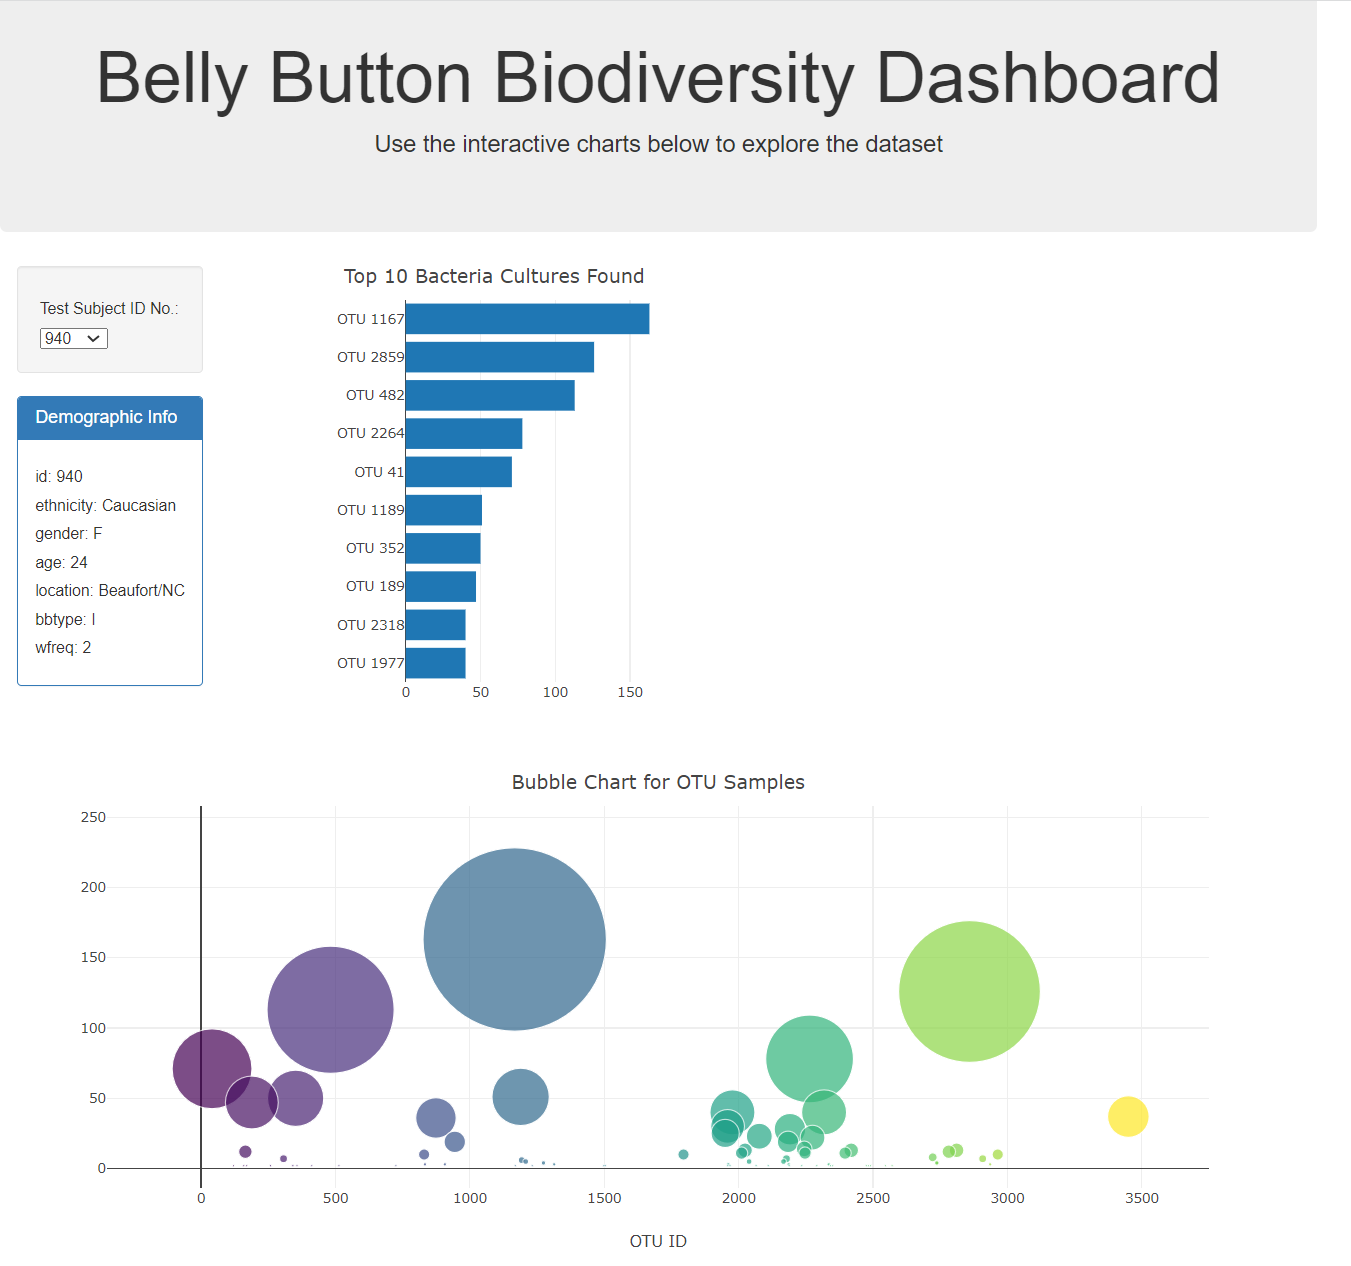 Belly Button Biodiversity Dashboard
Use the interactive charts below to explore the dataset
Test Subject ID No.:
940
Demographic Info
id: 940
ethnicity: Caucasian
gender: F
age: 24
location: Beaufort/NC
bbtype: I
wfreq: 2
Top 10 Bacteria Cultures Found
OTU 1167
OTU 2859
OTU 482
OTU 2264
OTU 41
OTU 1189
OTU 352
OTU 189
OTU 2318
OTU 1977
0 50 100 150
Bubble Chart for OTU Samples
250
200
150
100
50
0
0 500 1000 1500 2000 2500 3000 3500
OTU ID